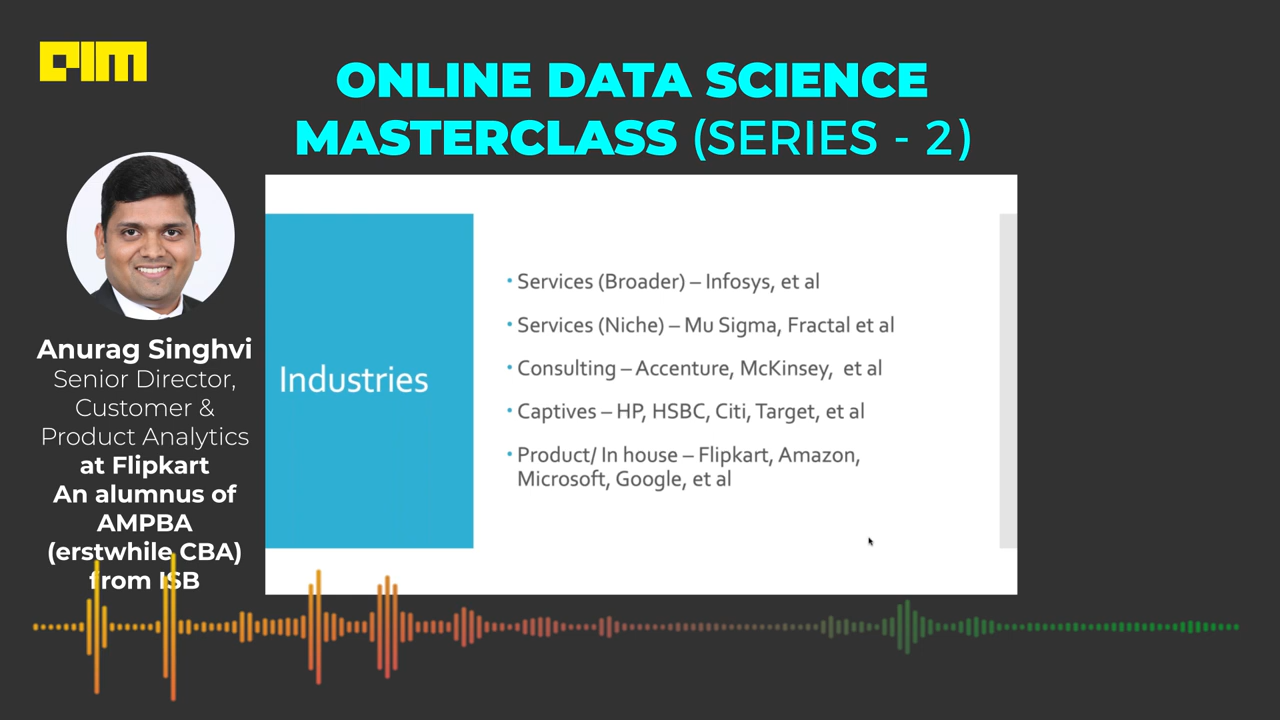 AIM
ONLINE DATA SCIENCE
MASTERCLASS (SERIES - 2)
Anurag Singhvi
Senior Director,
Customer &
Product Analytics
at Flipkart
An alumnus of
AMPBA
(erstwhile CBA)
from ISB
Industries
• Services (Broader) – Infosys, et al
• Services (Niche) – Mu Sigma, Fractal et al
• Consulting – Accenture, McKinsey, et al
• Captives – HP, HSBC, Citi, Target, et al
• Product/ In house – Flipkart, Amazon,
Microsoft, Google, et al